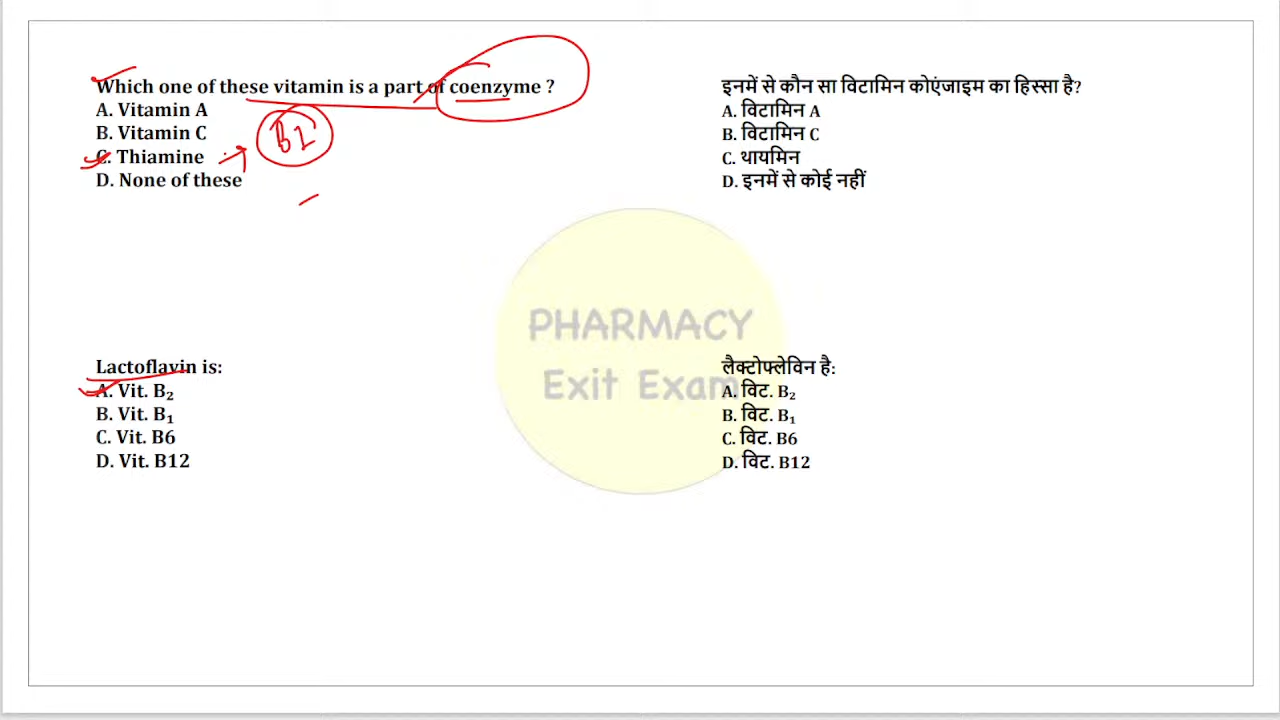 Which one of these vitamin is a part of coenzyme ?
A. Vitamin A
B. Vitamin C
C. Thiamine
D. None of these
B1
इनमें से कौन सा विटामिन कोएंजाइम का हिस्सा है?
A. विटामिन A
B. विटामिन C
C. थायमिन
D. इनमें से कोई नहीं
PHARMACY
Exit Exam
Lactoflavin is:
A. Vit. B₂
B. Vit. B₁
C. Vit. B6
D. Vit. B12
लैक्टोफ्लेविन है:
A. विट. B₂
B. विट. B₁
C. विट. B6
D. विट. B12